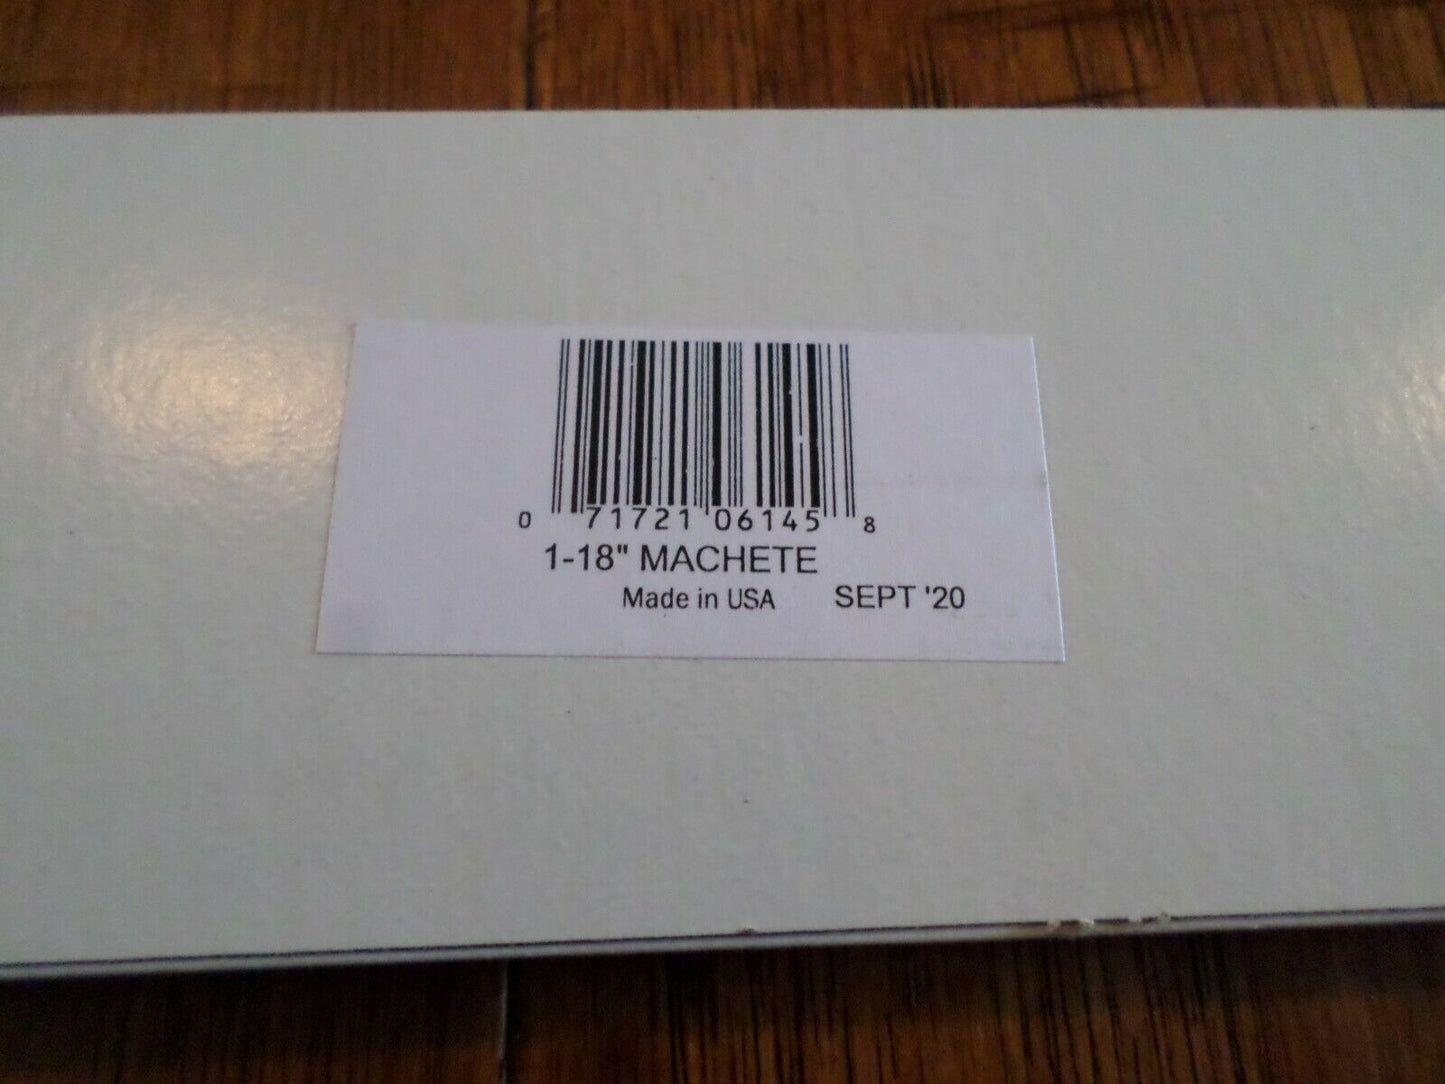 0 71721 06145 8
1-18" MACHETE
Made in USA SEPT '20